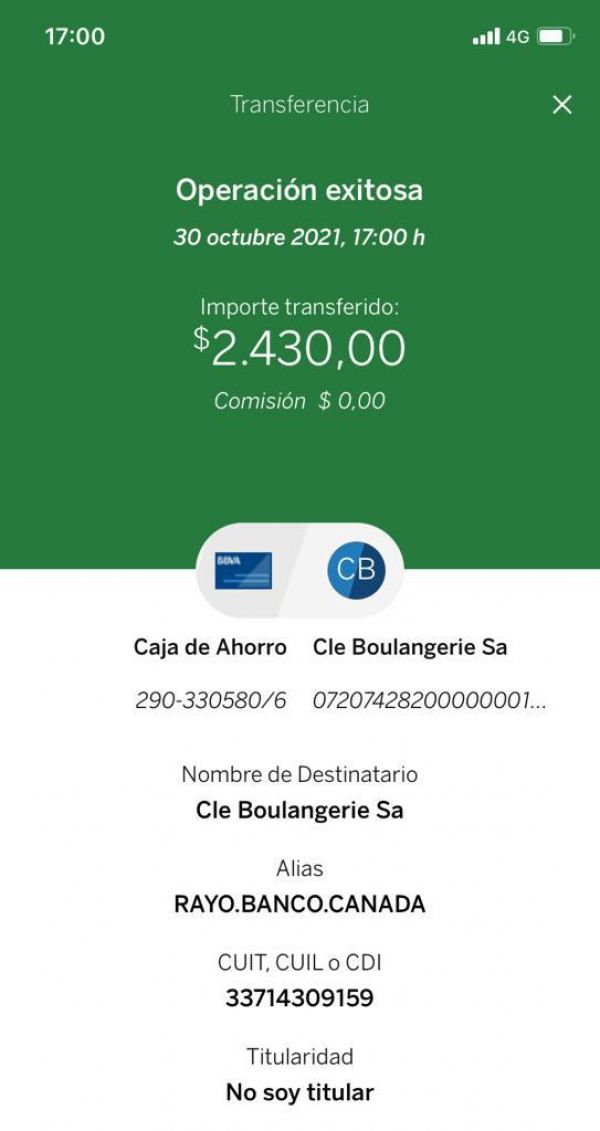 17:00 4G
Transferencia
Operación exitosa
30 octubre 2021, 17:00 h
Importe transferido:
$2.430,00
Comisión $ 0,00
BBVA CB
Caja de Ahorro Cle Boulangerie Sa
290-330580/6 07207428200000001...
Nombre de Destinatario
Cle Boulangerie Sa
Alias
RAYO.BANCO.CANADA
CUIT, CUIL o CDI
33714309159
Titularidad
No soy titular